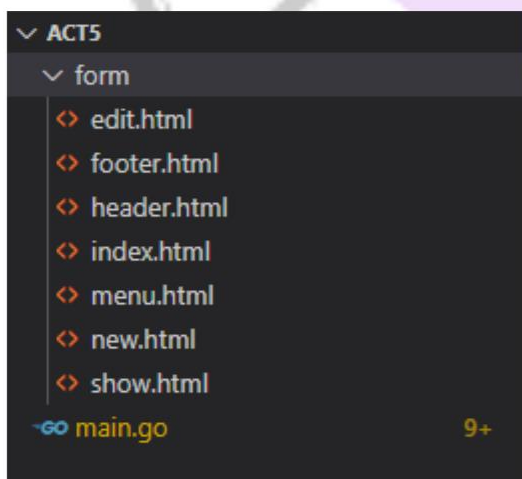 ACT5
form
edit.html
footer.html
header.html
index.html
menu.html
new.html
show.html
GO main.go 9+